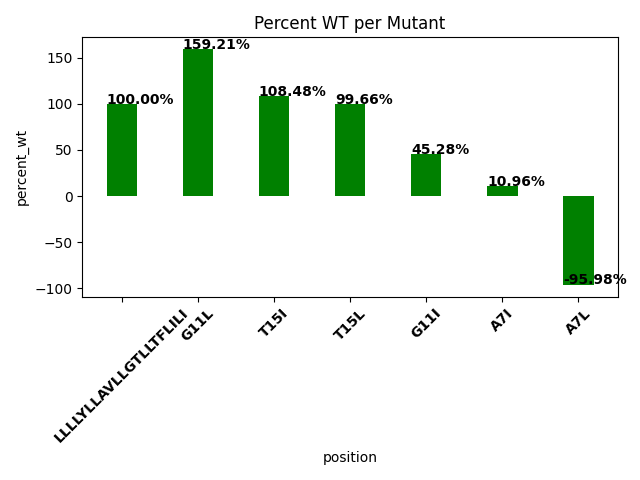 Percent WT per Mutant
percent_wt
150
100
50
0
−50
−100
100.00%
159.21%
108.48%
99.66%
45.28%
10.96%
-95.98%
LLLLYLLAVLLGTLLTFLILI
G11L
T15I
T15L
G11I
A7I
A7L
position